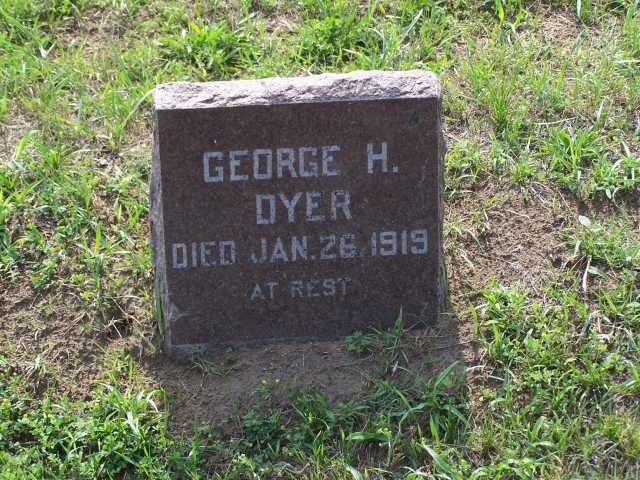 GEORGE H.
DYER
DIED JAN. 26, 1919
AT REST